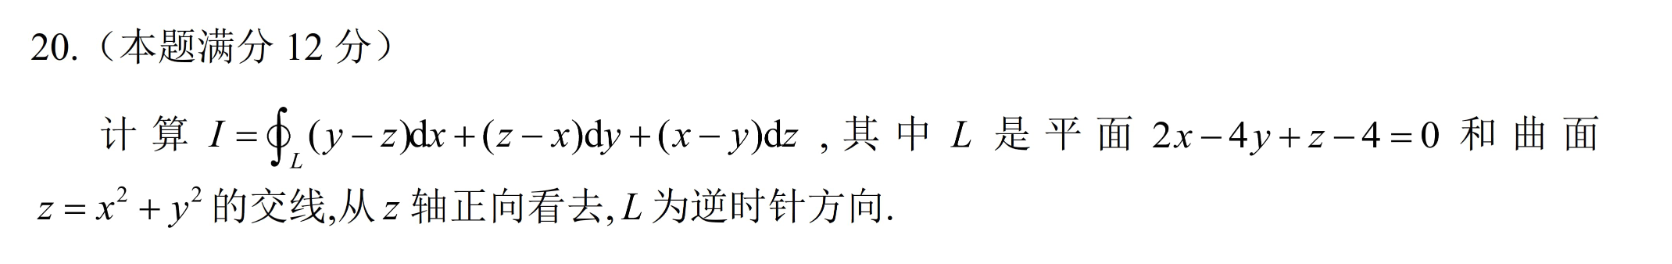 20.（本题满分 12 分）
计算 I=∮_L (y-z)dx+(z-x)dy+(x-y)dz ,其中 L 是平面 2x-4y+z-4=0 和曲面
z=x²+y² 的交线,从 z 轴正向看去,L 为逆时针方向.